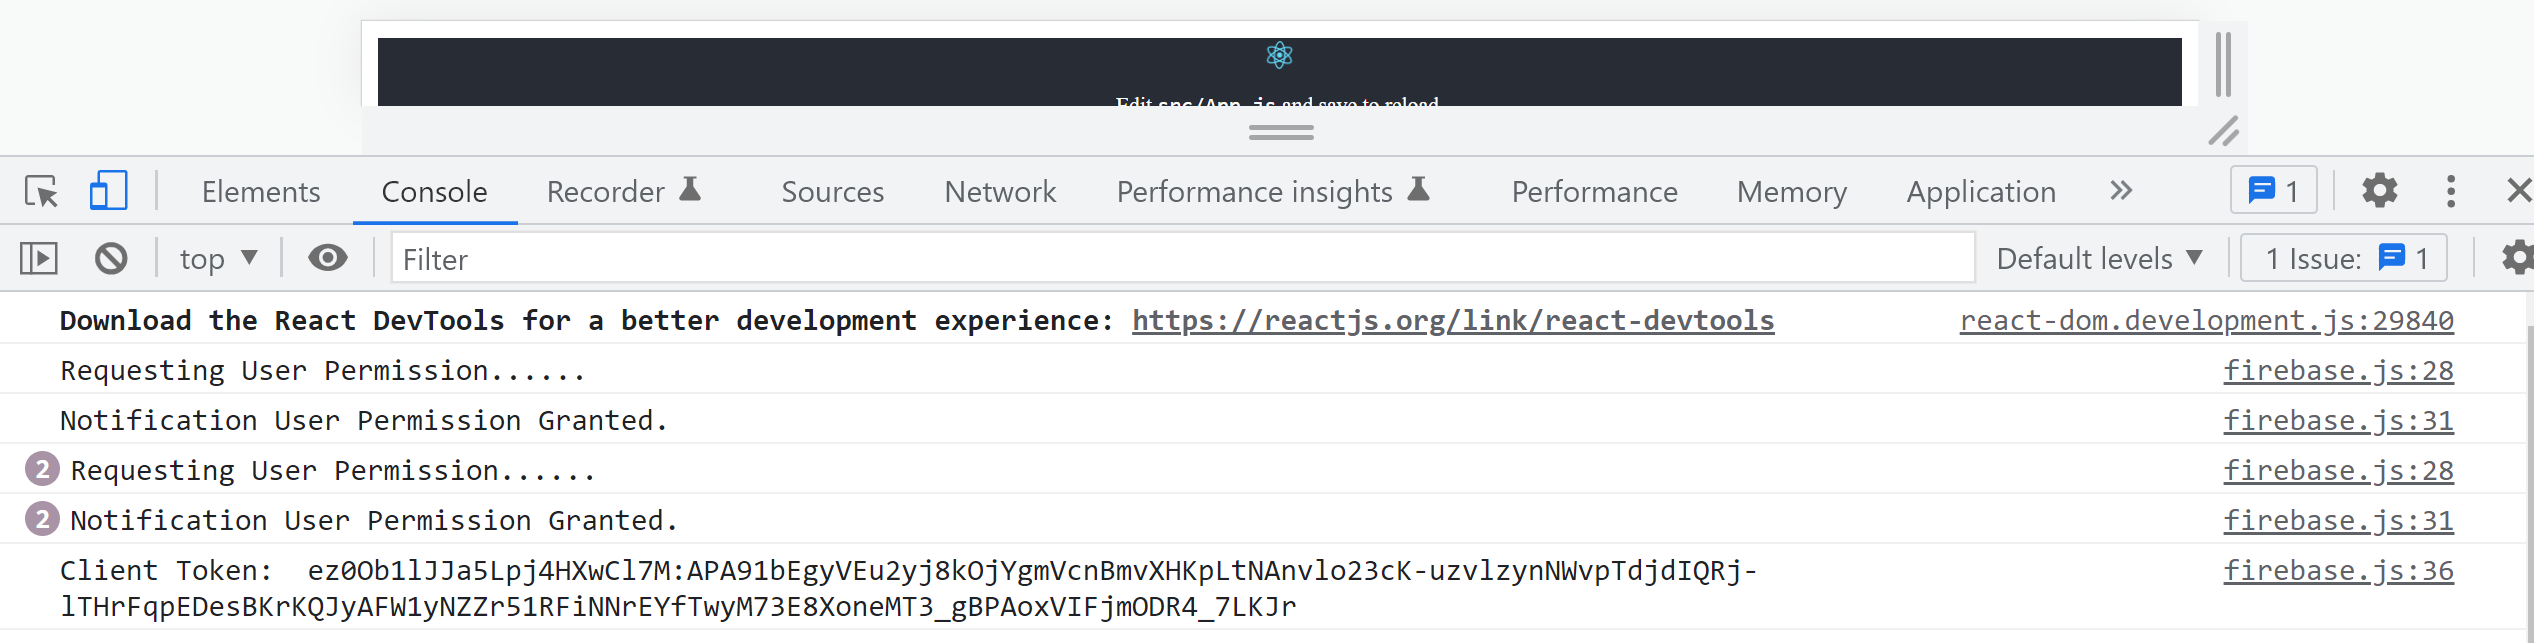 Edit src/App.js and save to reload
Elements Console Recorder Sources Network Performance insights Performance Memory Application » 1
top Filter Default levels 1 Issue: 1
Download the React DevTools for a better development experience: https://reactjs.org/link/react-devtools react-dom.development.js:29840
Requesting User Permission...... firebase.js:28
Notification User Permission Granted. firebase.js:31
2 Requesting User Permission...... firebase.js:28
2 Notification User Permission Granted. firebase.js:31
Client Token: ez0Ob1lJJa5Lpj4HXwCl7M:APA91bEgyVEu2yj8kOjYgmVcnBmvXHKpLtNAnvlo23cK-uzvlzynNWvpTdjdIQRj- firebase.js:36
lTHrFqpEDesBKrKQJyAFW1yNZZr51RFiNNrEYfTwyM73E8XoneMT3_gBPAoxVIFjmODR4_7LKJr